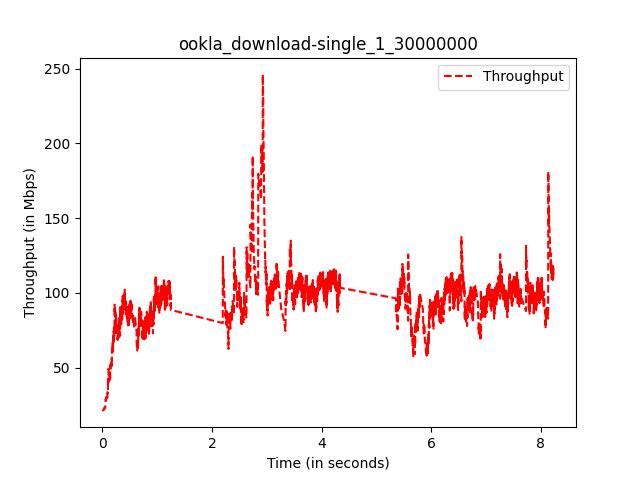 ookla_download-single_1_30000000
Throughput
250
200
150
100
50
Throughput (in Mbps)
0 2 4 6 8
Time (in seconds)